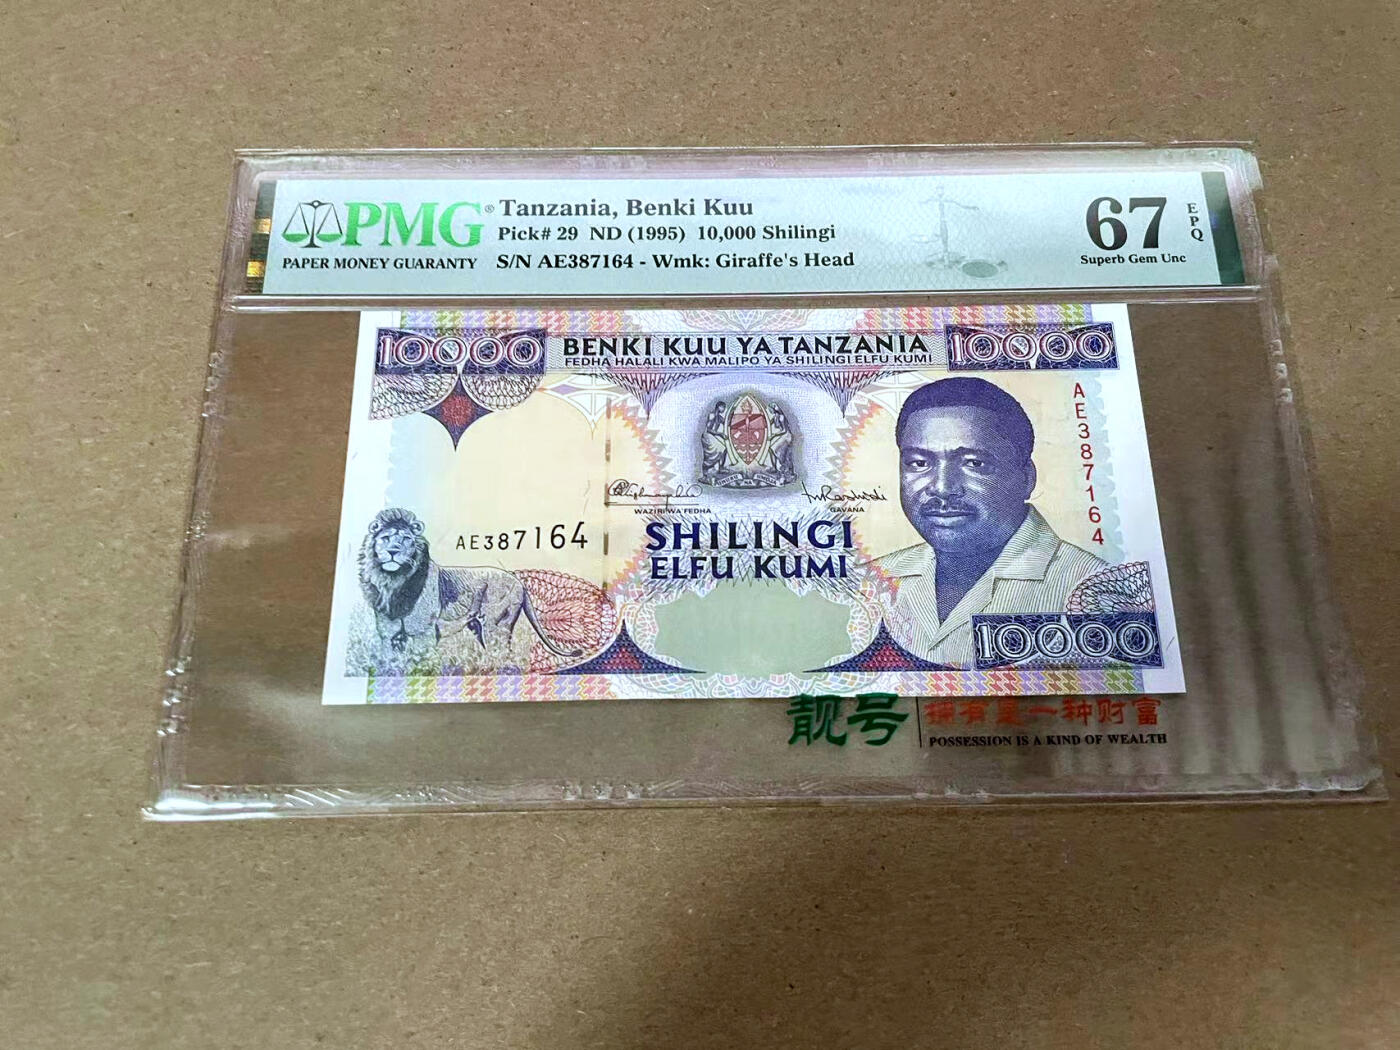 PMG® Tanzania, Benki Kuu
Pick# 29 ND (1995) 10,000 Shilingi
PAPER MONEY GUARANTY
S/N AE387164 - Wmk: Giraffe's Head
67
EPQ
Superb Gem Unc
10000
BENKI KUU YA TANZANIA
10000
FEDHA HALALI KWA MALIPO YA SHILINGI ELFU KUMI
AE387164
WAZIRI WA FEDHA
GAVANA
AE387164
SHILINGI
ELFU KUMI
10000
靓号
拥有是一种财富
POSSESSION IS A KIND OF WEALTH